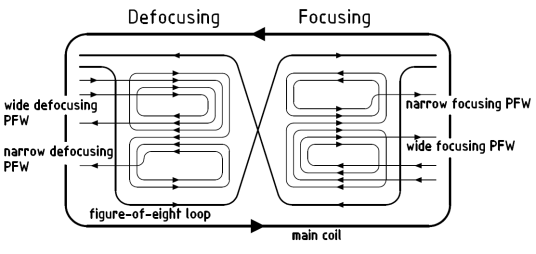 Defocusing
Focusing
wide defocusing
PFW
narrow defocusing
PFW
narrow focusing PFW
wide focusing PFW
figure-of-eight loop
main coil